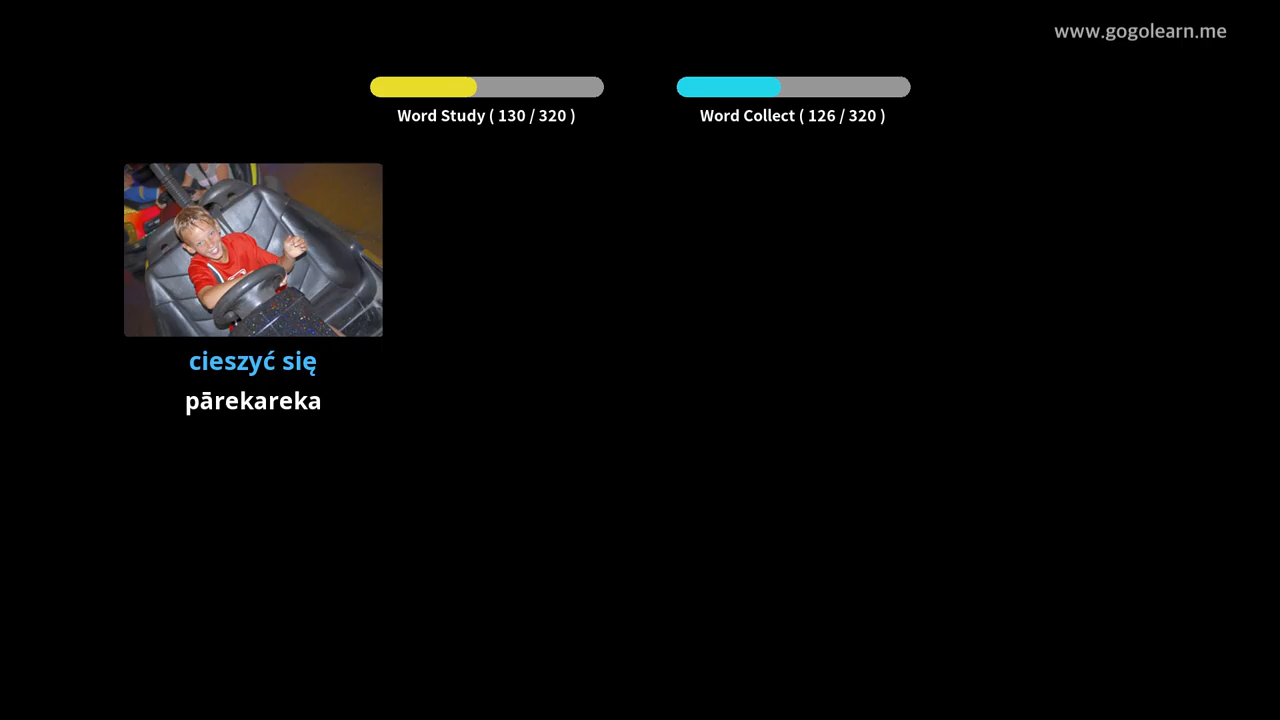 www.gogolearn.me
Word Study ( 130 / 320 )
Word Collect ( 126 / 320 )
cieszyć się
pārekareka